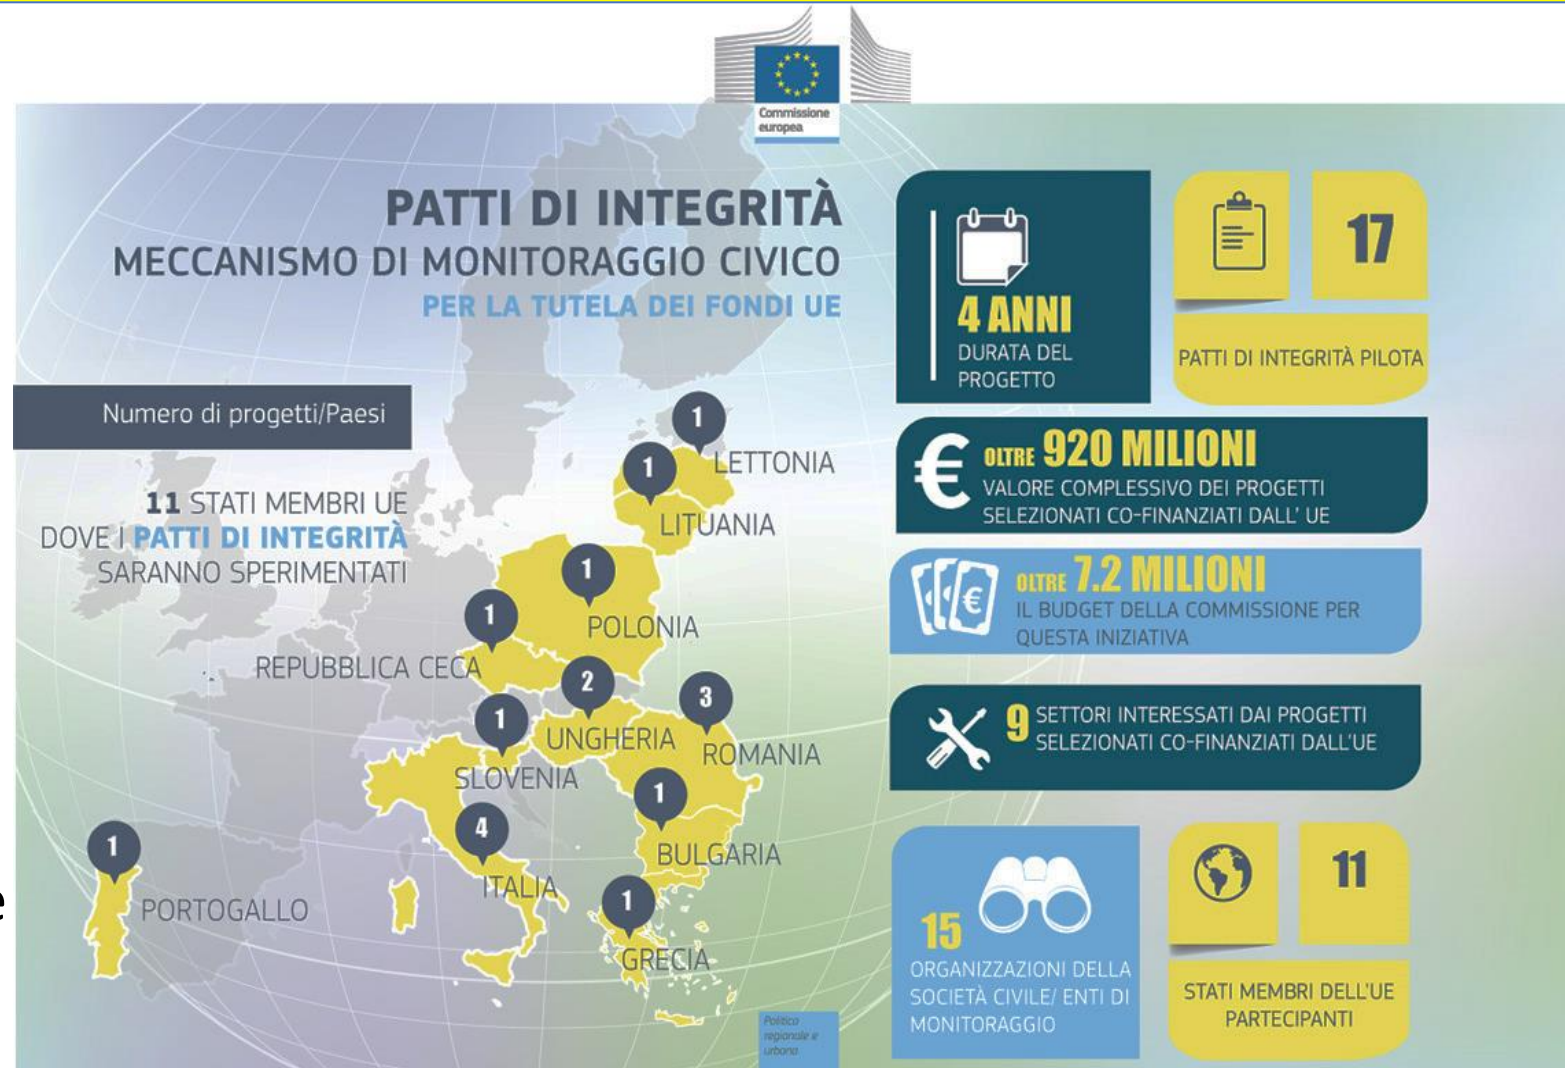 Commissione
europea
PATTI DI INTEGRITÀ
MECCANISMO DI MONITORAGGIO CIVICO
PER LA TUTELA DEI FONDI UE
Numero di progetti/Paesi
11 STATI MEMBRI UE
DOVE I PATTI DI INTEGRITÀ
SARANNO SPERIMENTATI
1
LETTONIA
1
LITUANIA
1
POLONIA
1
REPUBBLICA CECA
2
UNGHERIA
3
ROMANIA
1
SLOVENIA
1
BULGARIA
4
ITALIA
1
GRECIA
1
PORTOGALLO
e
Politica
regionale e
urbana
4 ANNI
DURATA DEL
PROGETTO
17
PATTI DI INTEGRITÀ PILOTA
€ OLTRE 920 MILIONI
VALORE COMPLESSIVO DEI PROGETTI
SELEZIONATI CO-FINANZIATI DALL' UE
€ OLTRE 7.2 MILIONI
IL BUDGET DELLA COMMISSIONE PER
QUESTA INIZIATIVA
9 SETTORI INTERESSATI DAI PROGETTI
SELEZIONATI CO-FINANZIATI DALL'UE
15
ORGANIZZAZIONI DELLA
SOCIETÀ CIVILE/ ENTI DI
MONITORAGGIO
11
STATI MEMBRI DELL'UE
PARTECIPANTI